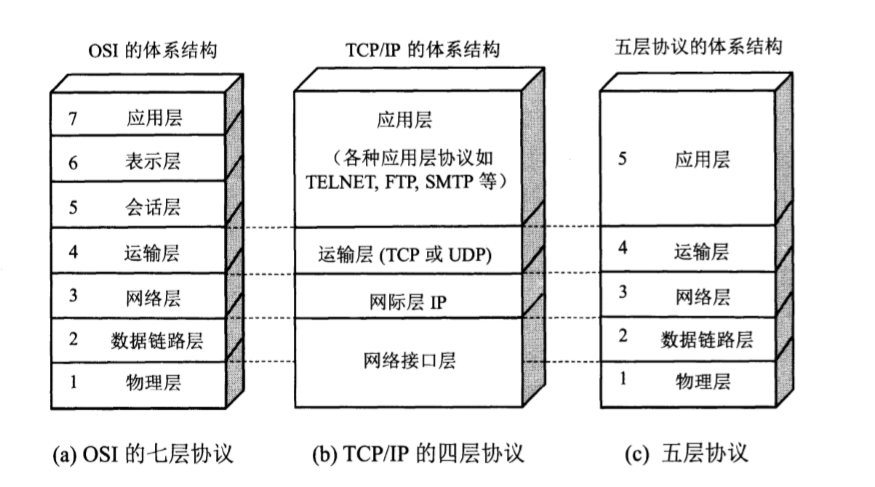 OSI 的体系结构
7 应用层
6 表示层
5 会话层
4 运输层
3 网络层
2 数据链路层
1 物理层
(a) OSI 的七层协议
TCP/IP 的体系结构
应用层
（各种应用层协议如
TELNET, FTP, SMTP 等）
运输层 (TCP 或 UDP)
网际层 IP
网络接口层
(b) TCP/IP 的四层协议
五层协议的体系结构
5 应用层
4 运输层
3 网络层
2 数据链路层
1 物理层
(c) 五层协议